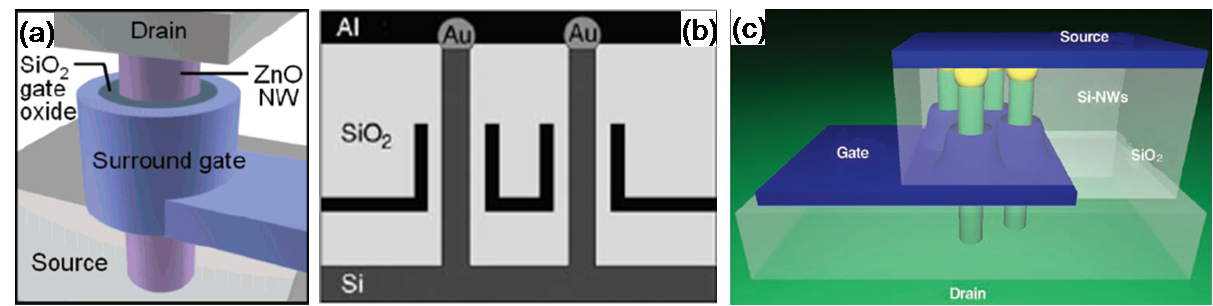 (a)
Drain
SiO2
gate
oxide
ZnO
NW
Surround gate
Source
(b)
Al
Au
Au
SiO2
Si
(c)
Source
Si-NWs
Gate
SiO2
Drain